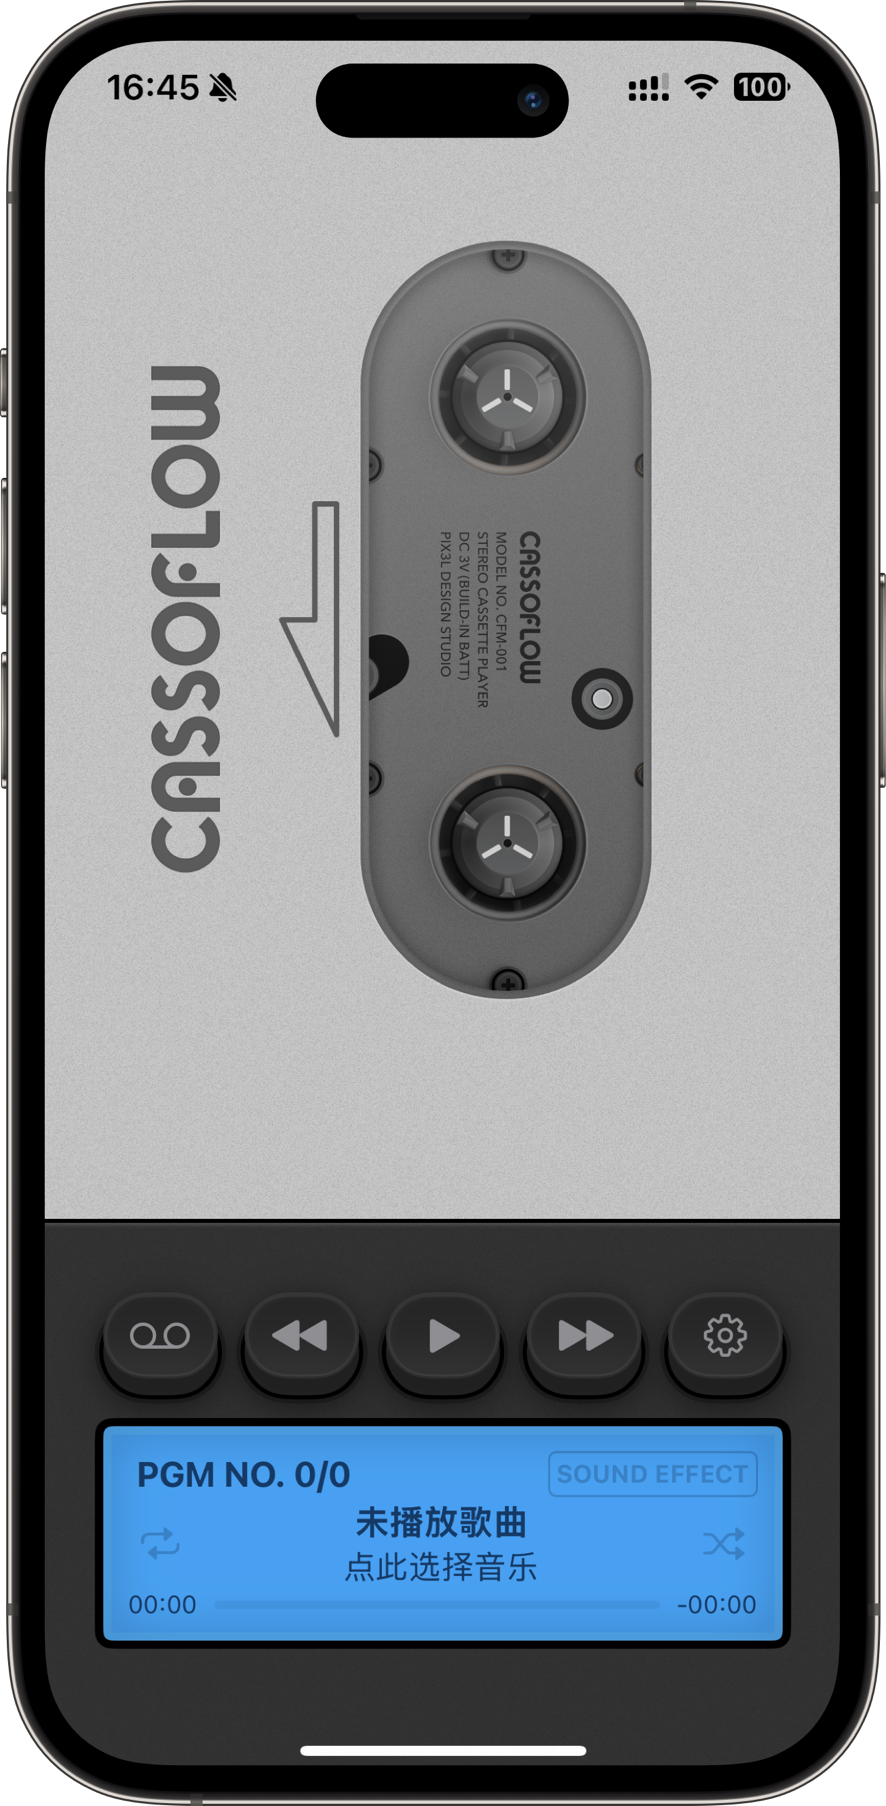 16:45
100
CASSOFLOW
CASSOFLOW
MODEL NO. CFM-001
STEREO CASSETTE PLAYER
DC 3V (BUILD-IN BATT)
PIX3L DESIGN STUDIO
PGM NO. 0/0
SOUND EFFECT
未播放歌曲
点此选择音乐
00:00
-00:00